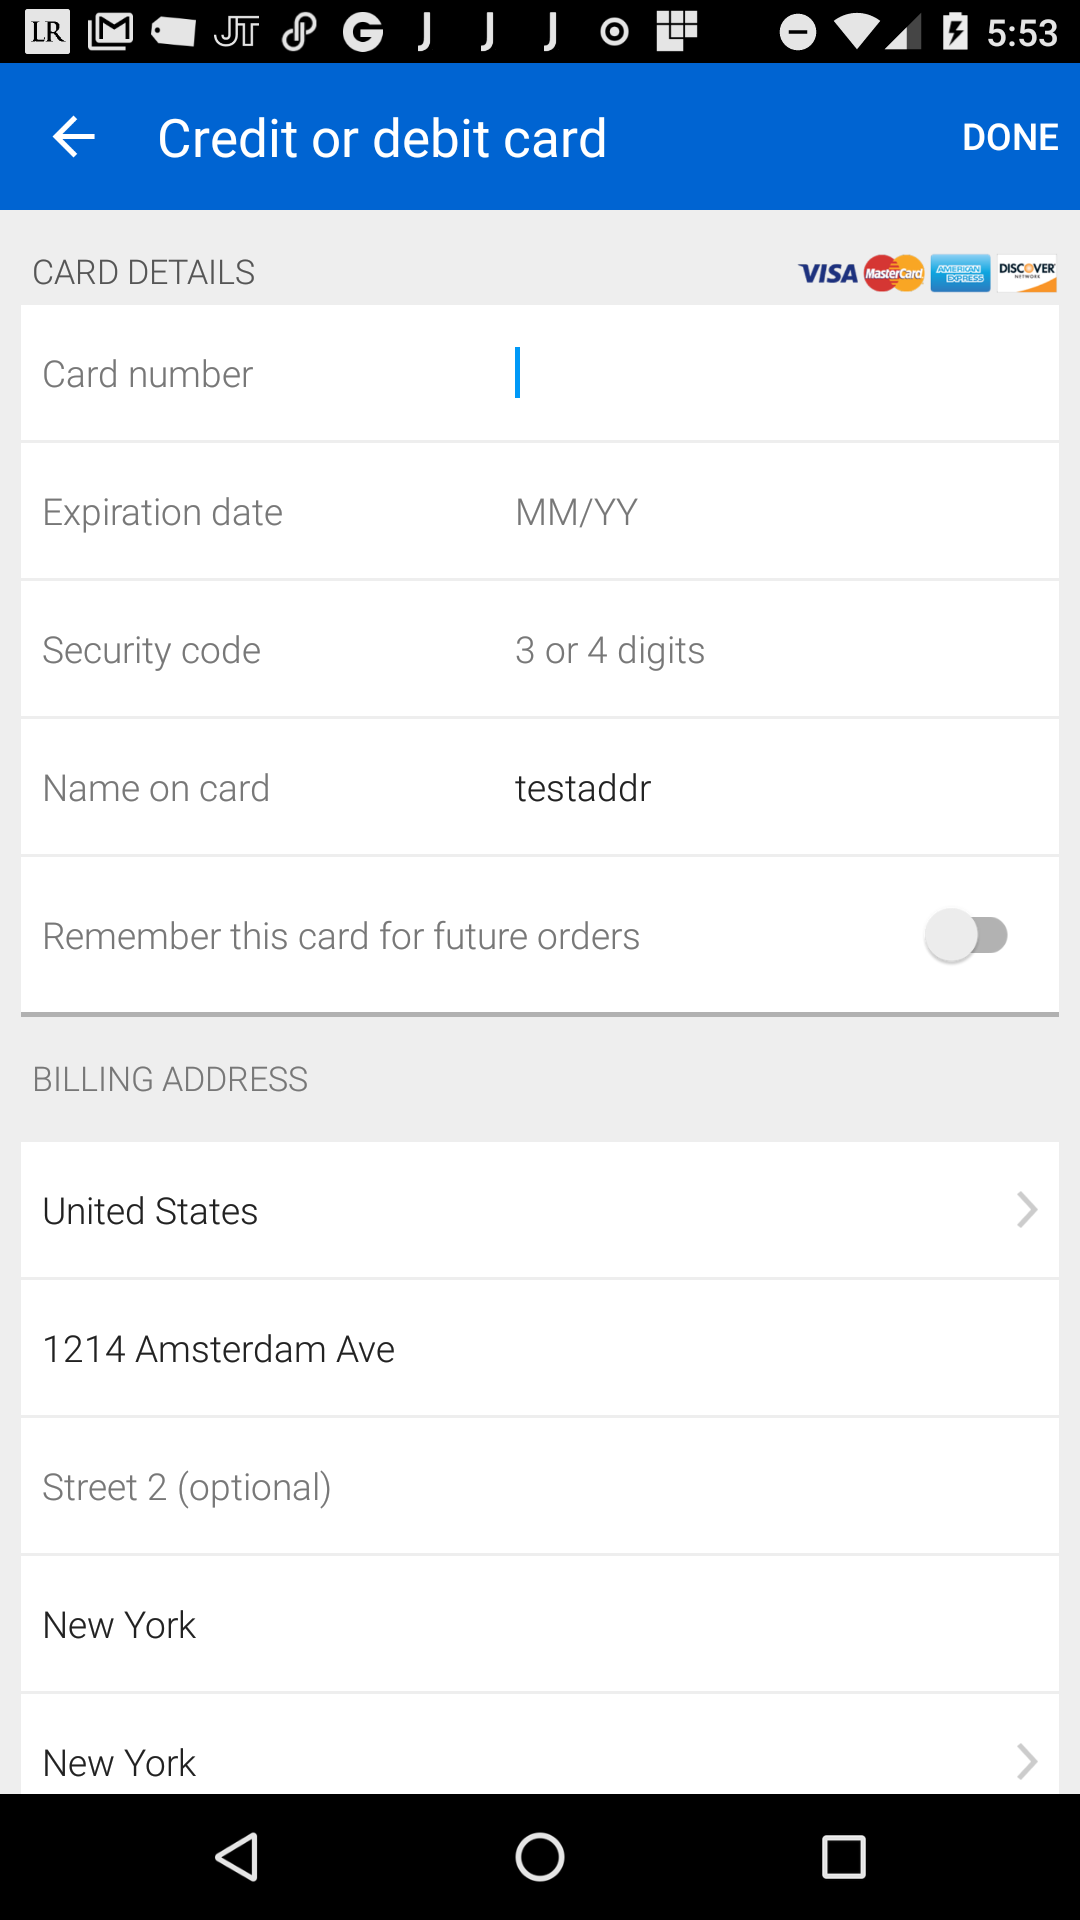 LR JT G J J J 5:53
Credit or debit card DONE
CARD DETAILS VISA MasterCard AMERICAN EXPRESS DISCOVER NETWORK
Card number
Expiration date MM/YY
Security code 3 or 4 digits
Name on card testaddr
Remember this card for future orders
BILLING ADDRESS
United States
1214 Amsterdam Ave
Street 2 (optional)
New York
New York